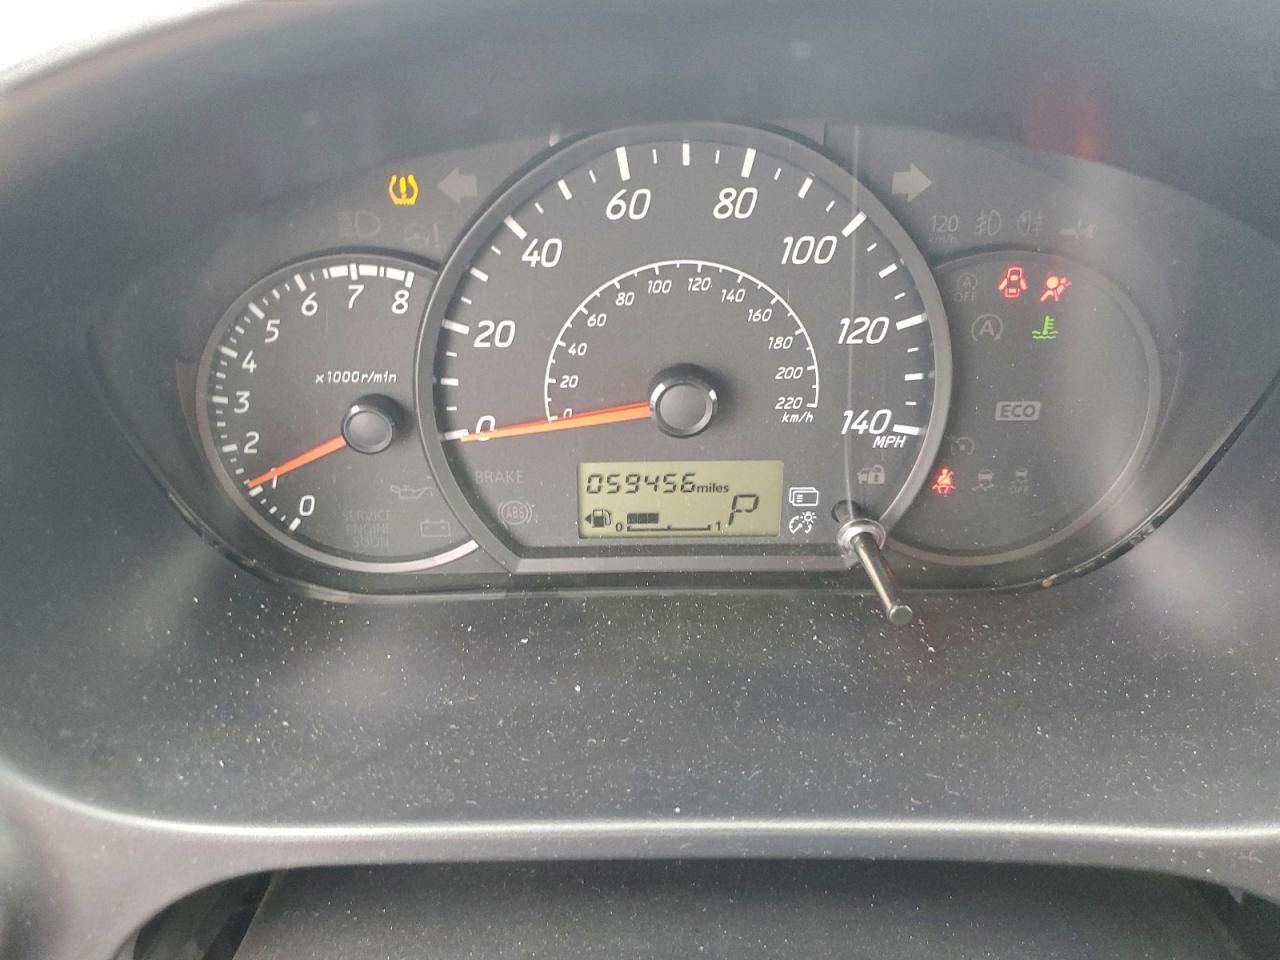 60 80
40 100
20 120
0 140
MPH
0 20 40 60 80 100 120 140 160 180 200 220
km/h
0 1 2 3 4 5 6 7 8
x1000r/min
120
km/h
OFF
A
ECO
OFF
BRAKE
ABS
SERVICE
ENGINE
SOON
059456miles
0 1
P